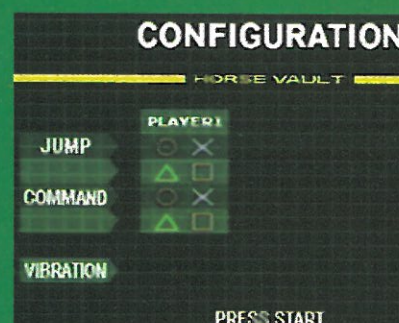 CONFIGURATION
HORSE VAULT
PLAYER1
JUMP
COMMAND
VIBRATION
PRESS START